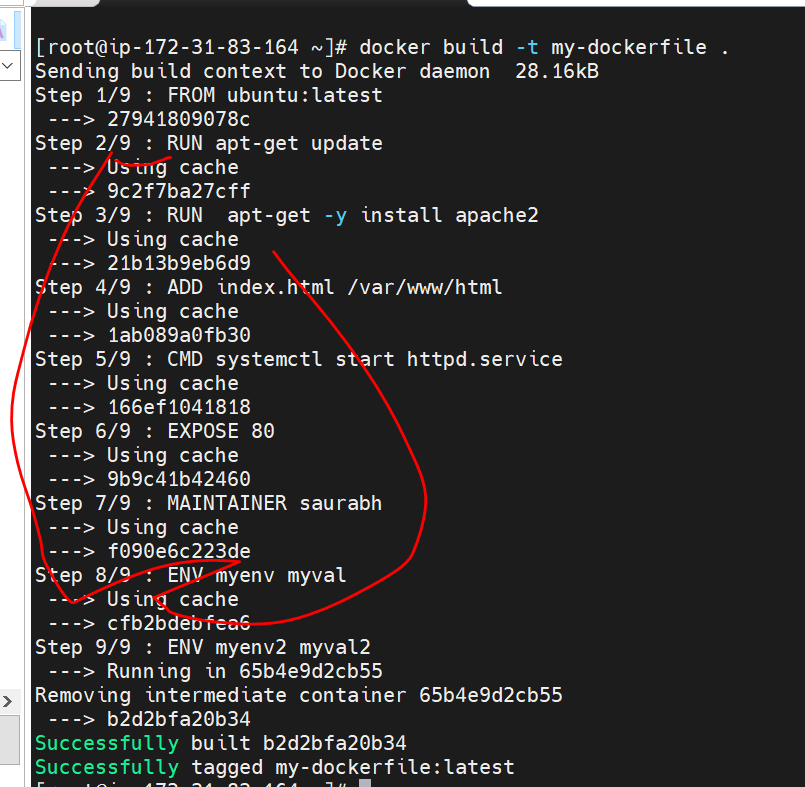 [root@ip-172-31-83-164 ~]# docker build -t my-dockerfile .
Sending build context to Docker daemon  28.16kB
Step 1/9 : FROM ubuntu:latest
 ---> 27941809078c
Step 2/9 : RUN apt-get update
 ---> Using cache
 ---> 9c2f7ba27cff
Step 3/9 : RUN  apt-get -y install apache2
 ---> Using cache
 ---> 21b13b9eb6d9
Step 4/9 : ADD index.html /var/www/html
 ---> Using cache
 ---> 1ab089a0fb30
Step 5/9 : CMD systemctl start httpd.service
 ---> Using cache
 ---> 166ef1041818
Step 6/9 : EXPOSE 80
 ---> Using cache
 ---> 9b9c41b42460
Step 7/9 : MAINTAINER saurabh
 ---> Using cache
 ---> f090e6c223de
Step 8/9 : ENV myenv myval
 ---> Using cache
 ---> cfb2bdebfea6
Step 9/9 : ENV myenv2 myval2
 ---> Running in 65b4e9d2cb55
Removing intermediate container 65b4e9d2cb55
 ---> b2d2bfa20b34
Successfully built b2d2bfa20b34
Successfully tagged my-dockerfile:latest
[root@ip-172-31-83-164 ~]#